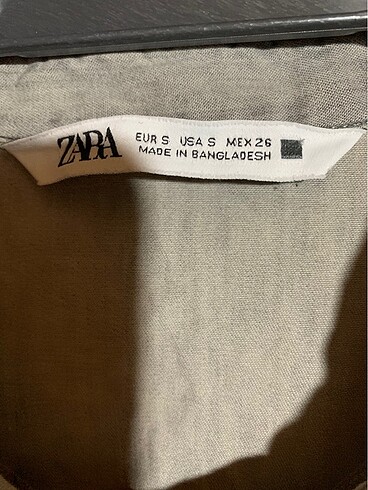 ZARA
EUR S USA S MEX 26
MADE IN BANGLADESH